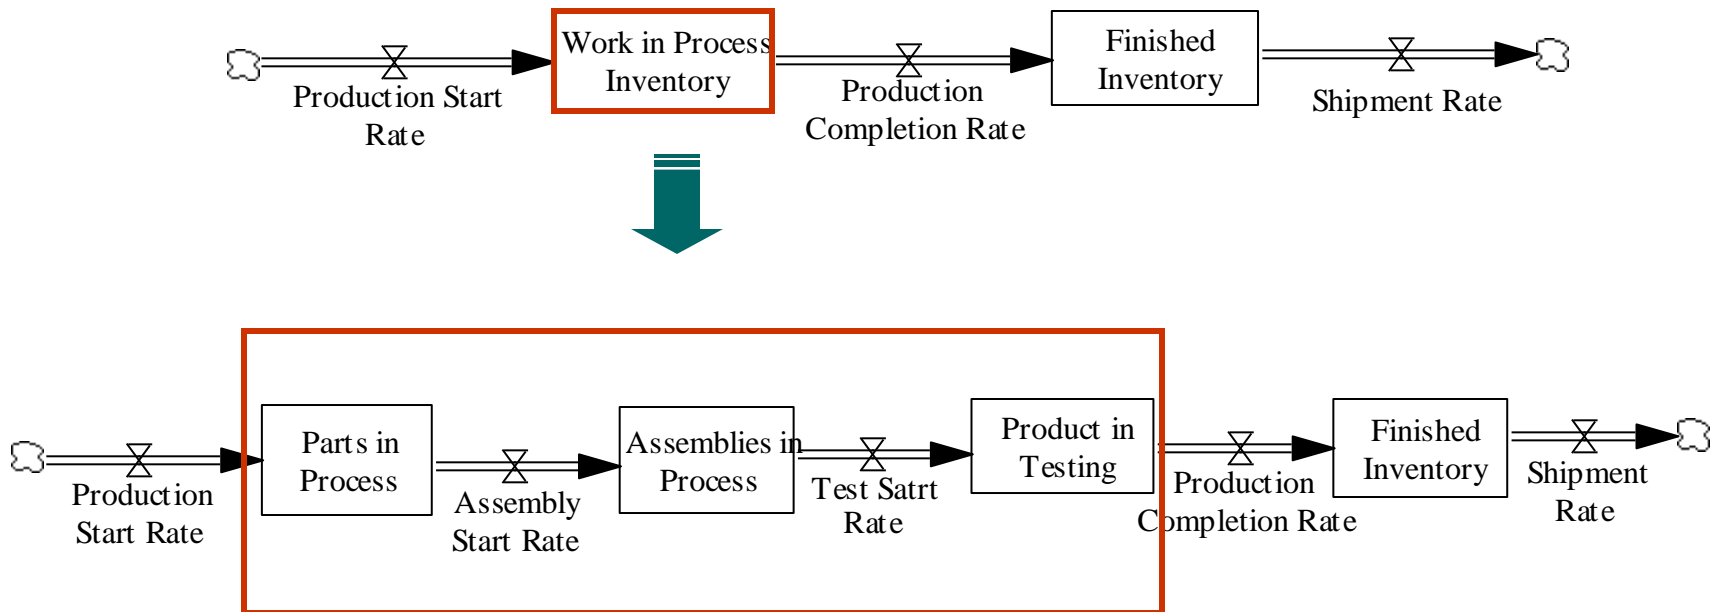 Work in Process
Inventory
Finished
Inventory
Production Start
Rate
Production
Completion Rate
Shipment Rate
Parts in
Process
Assemblies in
Process
Product in
Testing
Finished
Inventory
Production
Start Rate
Assembly
Start Rate
Test Satrt
Rate
Production
Completion Rate
Shipment
Rate